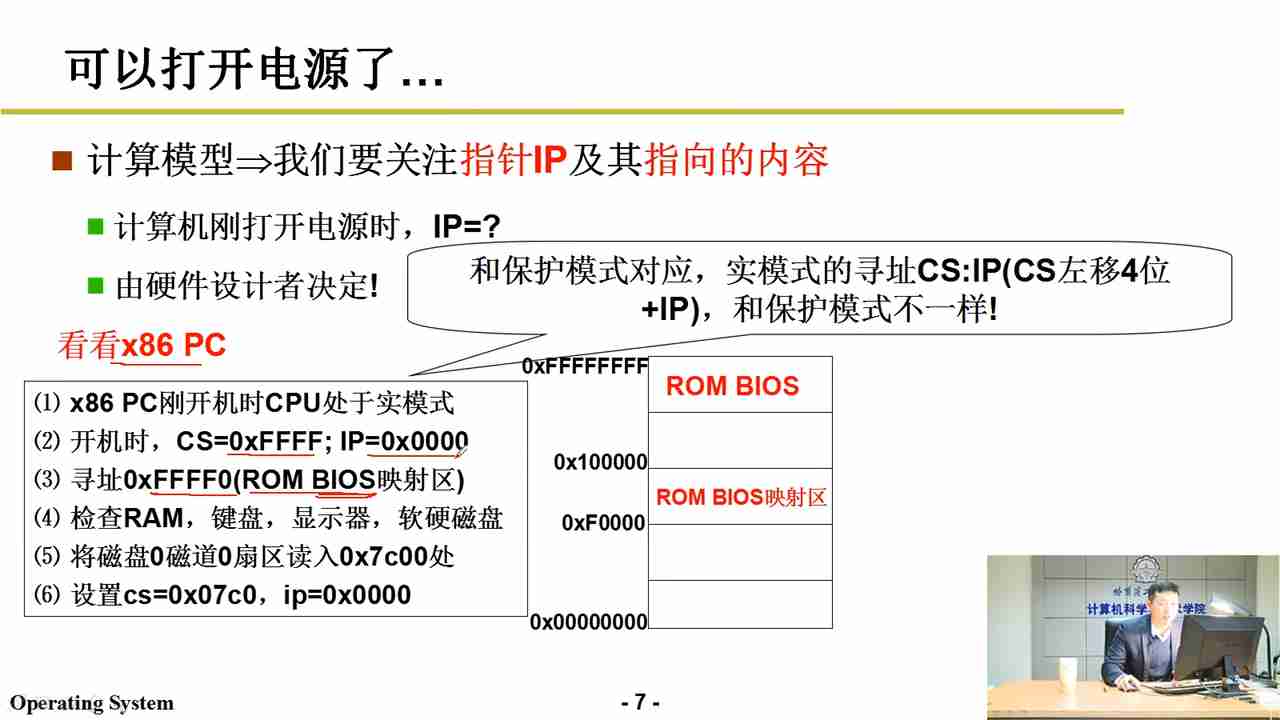 可以打开电源了…
■ 计算模型⇒我们要关注指针IP及其指向的内容
■ 计算机刚打开电源时，IP=?
■ 由硬件设计者决定!
和保护模式对应，实模式的寻址CS:IP(CS左移4位
+IP)，和保护模式不一样!
看看x86 PC
⑴ x86 PC刚开机时CPU处于实模式
⑵ 开机时，CS=0xFFFF; IP=0x0000
⑶ 寻址0xFFFF0(ROM BIOS映射区)
⑷ 检查RAM，键盘，显示器，软硬磁盘
⑸ 将磁盘0磁道0扇区读入0x7c00处
⑹ 设置cs=0x07c0，ip=0x0000
0xFFFFFFFF
ROM BIOS
0x100000
ROM BIOS映射区
0xF0000
0x00000000
计算机科学
术学院
Operating System
- 7 -